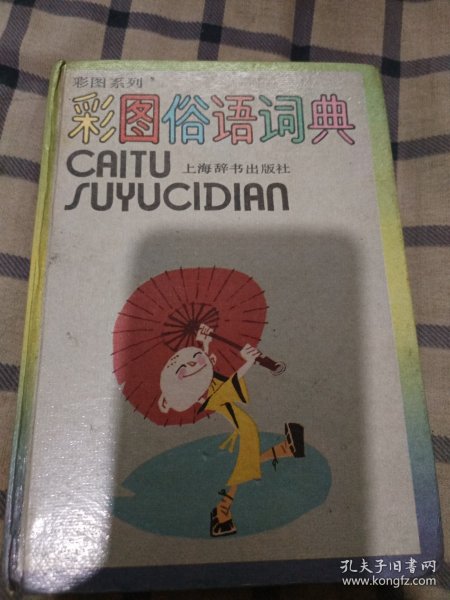 彩图系列
彩图俗语词典
CAITU 上海辞书出版社
SUYUCIDIAN
孔夫子旧书网
www.kongfz.com